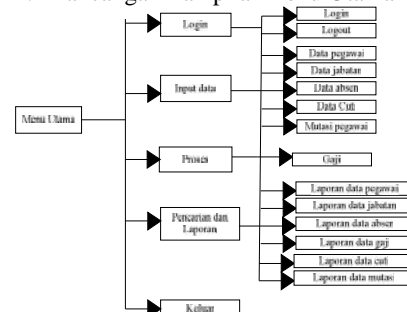 Menu Utama
Login
Input data
Proses
Pencarian dan
Laporan
Keluar
Login
Logout
Data pegawai
Data jabatan
Data absen
Data Cuti
Mutasi pegawai
Gaji
Laporan data pegawai
Laporan data jabatan
Laporan data absen
Laporan data gaji
Laporan data cuti
Laporan data mutasi